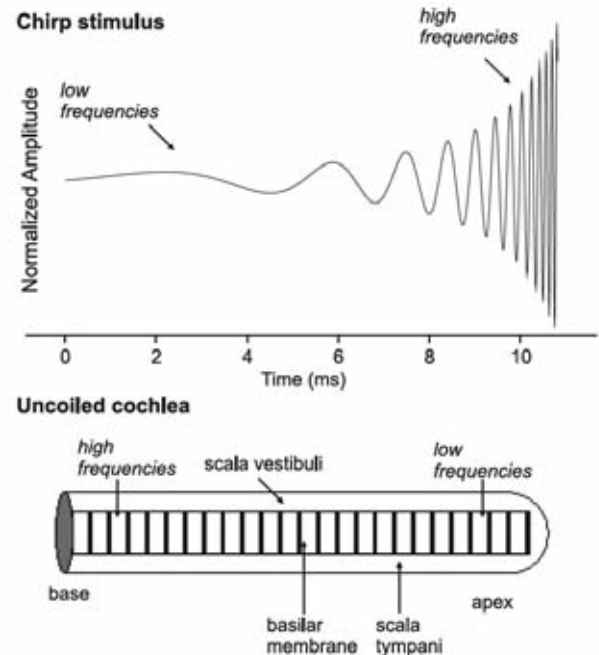 Chirp stimulus
high
frequencies
low
frequencies
Normalized Amplitude
0 2 4 6 8 10
Time (ms)
Uncoiled cochlea
high
frequencies
scala vestibuli
low
frequencies
base
apex
basilar
membrane
scala
tympani